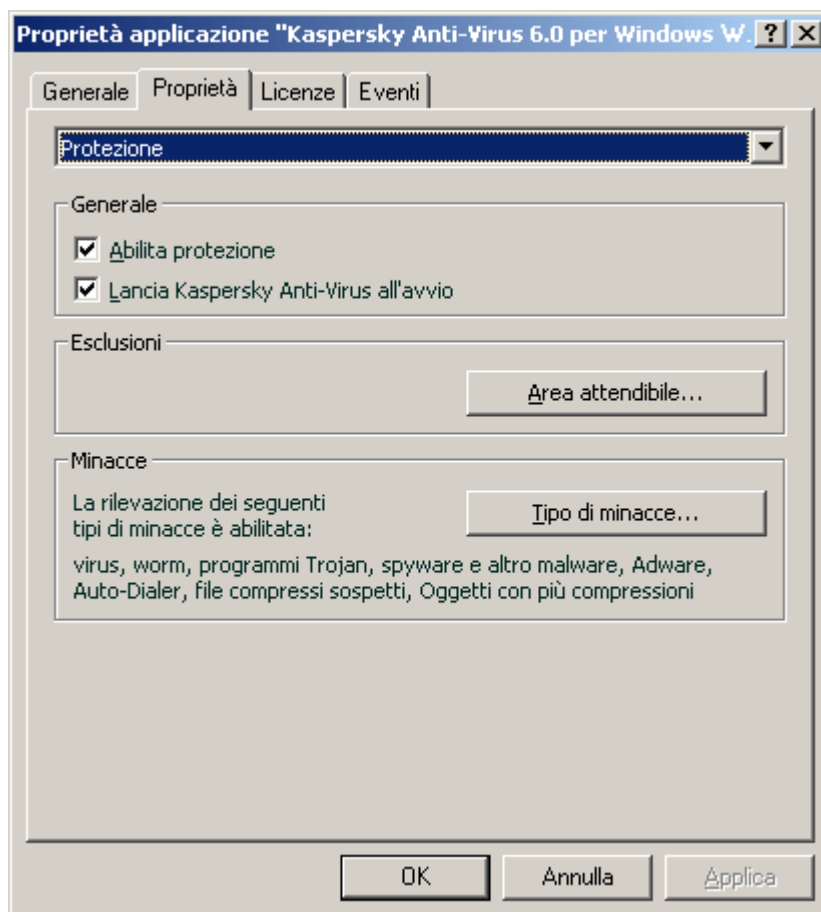 Proprietà applicazione "Kaspersky Anti-Virus 6.0 per Windows W.
Generale Proprietà Licenze Eventi
Protezione
Generale
Abilita protezione
Lancia Kaspersky Anti-Virus all'avvio
Esclusioni
Area attendibile...
Minacce
La rilevazione dei seguenti
tipi di minacce è abilitata:
Tipo di minacce...
virus, worm, programmi Trojan, spyware e altro malware, Adware,
Auto-Dialer, file compressi sospetti, Oggetti con più compressioni
OK Annulla Applica